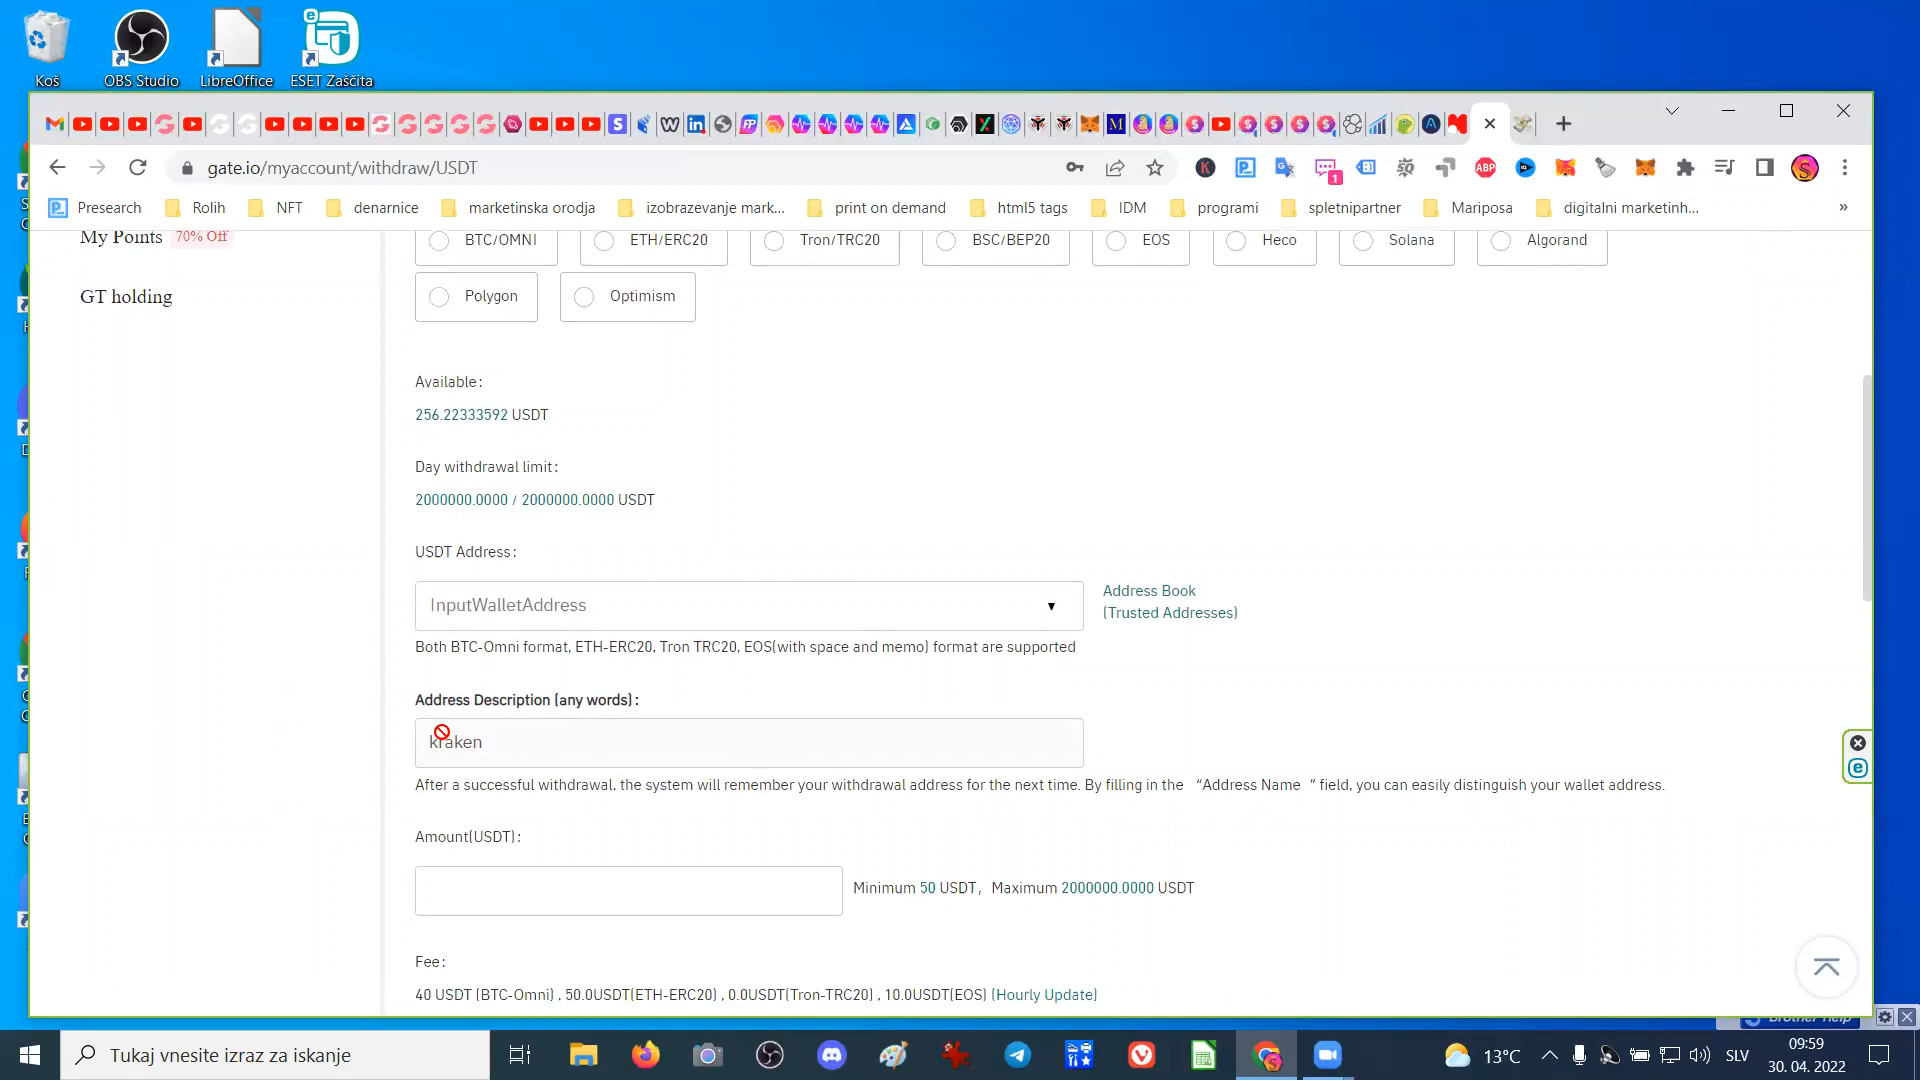 Koš
OBS Studio
LibreOffice
ESET Zaščita
gate.io/myaccount/withdraw/USDT
Presearch
Rolih
NFT
denarnice
marketinska orodja
izobrazevanje mark...
print on demand
html5 tags
IDM
programi
spletnipartner
Mariposa
digitalni marketinh...
»
My Points 70% Off
GT holding
BTC/OMNI
ETH/ERC20
Tron/TRC20
BSC/BEP20
EOS
Heco
Solana
Algorand
Polygon
Optimism
Available:
256.22333592 USDT
Day withdrawal limit:
2000000.0000 / 2000000.0000 USDT
USDT Address:
InputWalletAddress
Address Book
(Trusted Addresses)
Both BTC-Omni format, ETH-ERC20, Tron TRC20, EOS(with space and memo) format are supported
Address Description (any words):
kraken
After a successful withdrawal, the system will remember your withdrawal address for the next time. By filling in the “Address Name ” field, you can easily distinguish your wallet address.
Amount(USDT):
Minimum 50 USDT, Maximum 2000000.0000 USDT
Fee:
40 USDT (BTC-Omni) , 50.0USDT(ETH-ERC20) , 0.0USDT(Tron-TRC20) , 10.0USDT(EOS) (Hourly Update)
Brother Help
Tukaj vnesite izraz za iskanje
13°C
SLV
09:59
30. 04. 2022